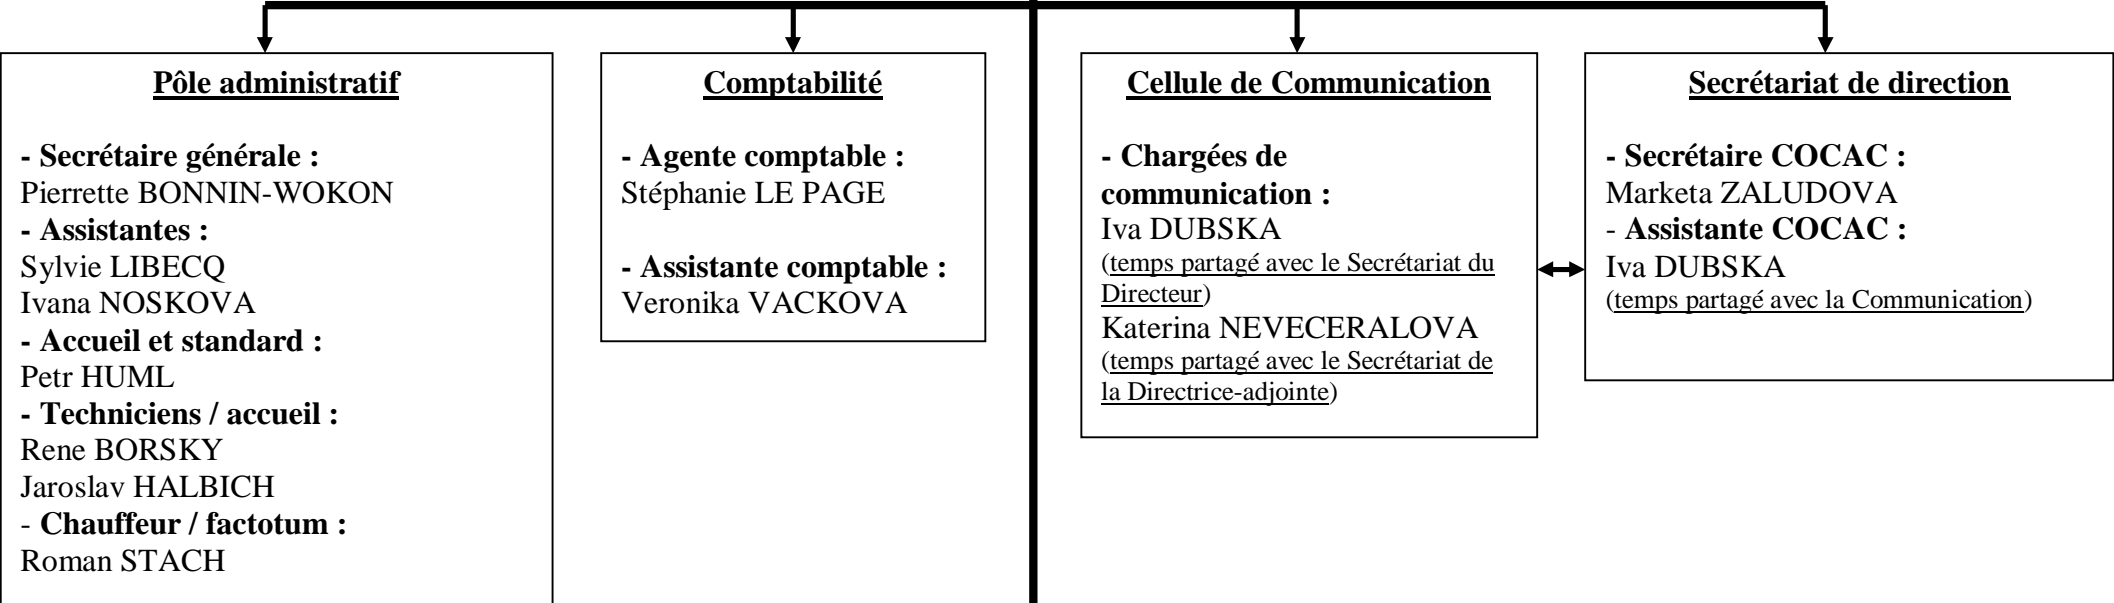 Pôle administratif
- Secrétaire générale :
Pierrette BONNIN-WOKON
- Assistantes :
Sylvie LIBECQ
Ivana NOSKOVA
- Accueil et standard :
Petr HUML
- Techniciens / accueil :
Rene BORSKY
Jaroslav HALBICH
- Chauffeur / factotum :
Roman STACH
Comptabilité
- Agente comptable :
Stéphanie LE PAGE
- Assistante comptable :
Veronika VACKOVA
Cellule de Communication
- Chargées de
communication :
Iva DUBSKA
(temps partagé avec le Secrétariat du
Directeur)
Katerina NEVECERALOVA
(temps partagé avec le Secrétariat de
la Directrice-adjointe)
Secrétariat de direction
- Secrétaire COCAC :
Marketa ZALUDOVA
- Assistante COCAC :
Iva DUBSKA
(temps partagé avec la Communication)